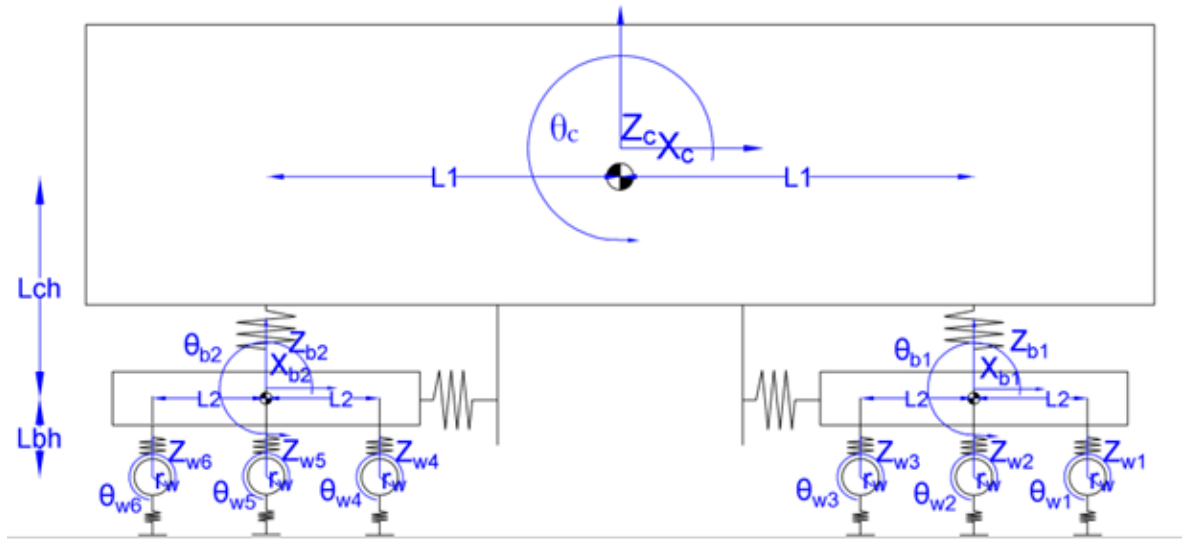 θc
Zc
Xc
L1
L1
Lch
θb2
Zb2
Xb2
θb1
Zb1
Xb1
L2
L2
L2
L2
Lbh
Zw6
Zw5
Zw4
Zw3
Zw2
Zw1
rw
rw
rw
rw
rw
rw
θw6
θw5
θw4
θw3
θw2
θw1